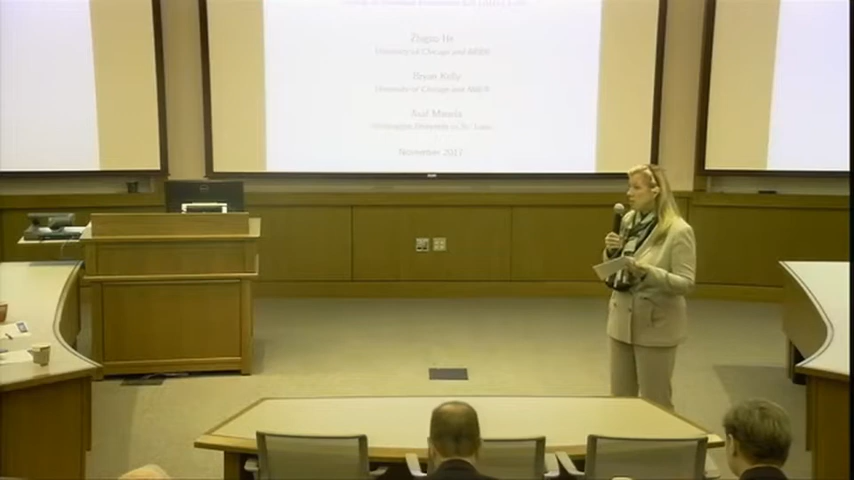 Zhiguo He
University of Chicago and NBER
Bryan Kelly
University of Chicago and NBER
Asaf Manela
Washington University in St. Louis
November 2017